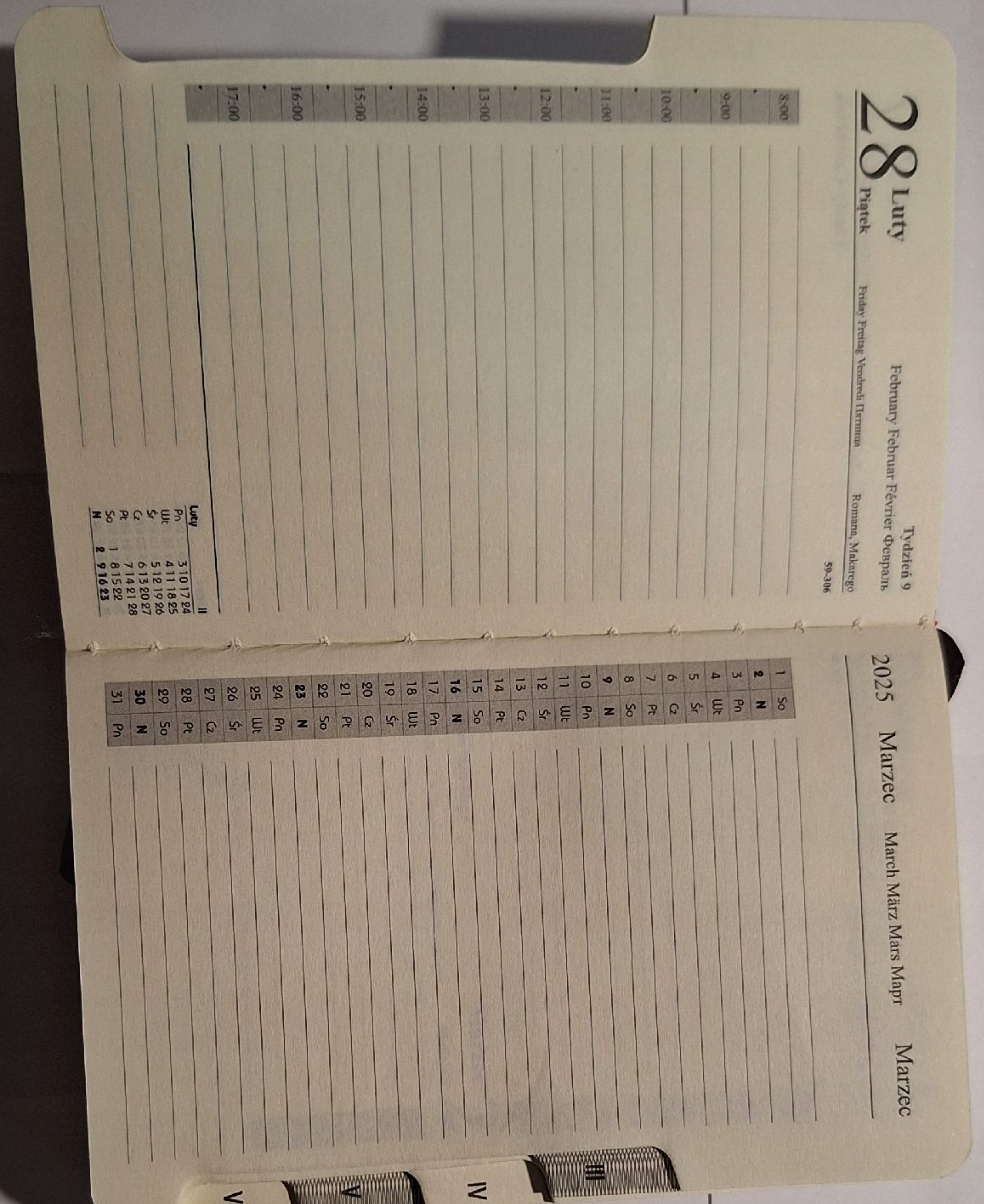 Tydzień 9
28 Luty February Februar Février Февраль
Piątek Friday Freitag Vendredi Пятница Romana, Makarego
59-306
8:00
9:00
10:00
11:00
12:00
13:00
14:00
15:00
16:00
17:00
Luty II
Pn 3 10 17 24
Wt 4 11 18 25
Śr 5 12 19 26
Cz 6 13 20 27
Pt 7 14 21 28
So 1 8 15 22
N 2 9 16 23
2025 Marzec March März Mars Март Marzec
1 So
2 N
3 Pn
4 Wt
5 Śr
6 Cz
7 Pt
8 So
9 N
10 Pn
11 Wt
12 Śr
13 Cz
14 Pt
15 So
16 N
17 Pn
18 Wt
19 Śr
20 Cz
21 Pt
22 So
23 N
24 Pn
25 Wt
26 Śr
27 Cz
28 Pt
29 So
30 N
31 Pn
III
IV
V